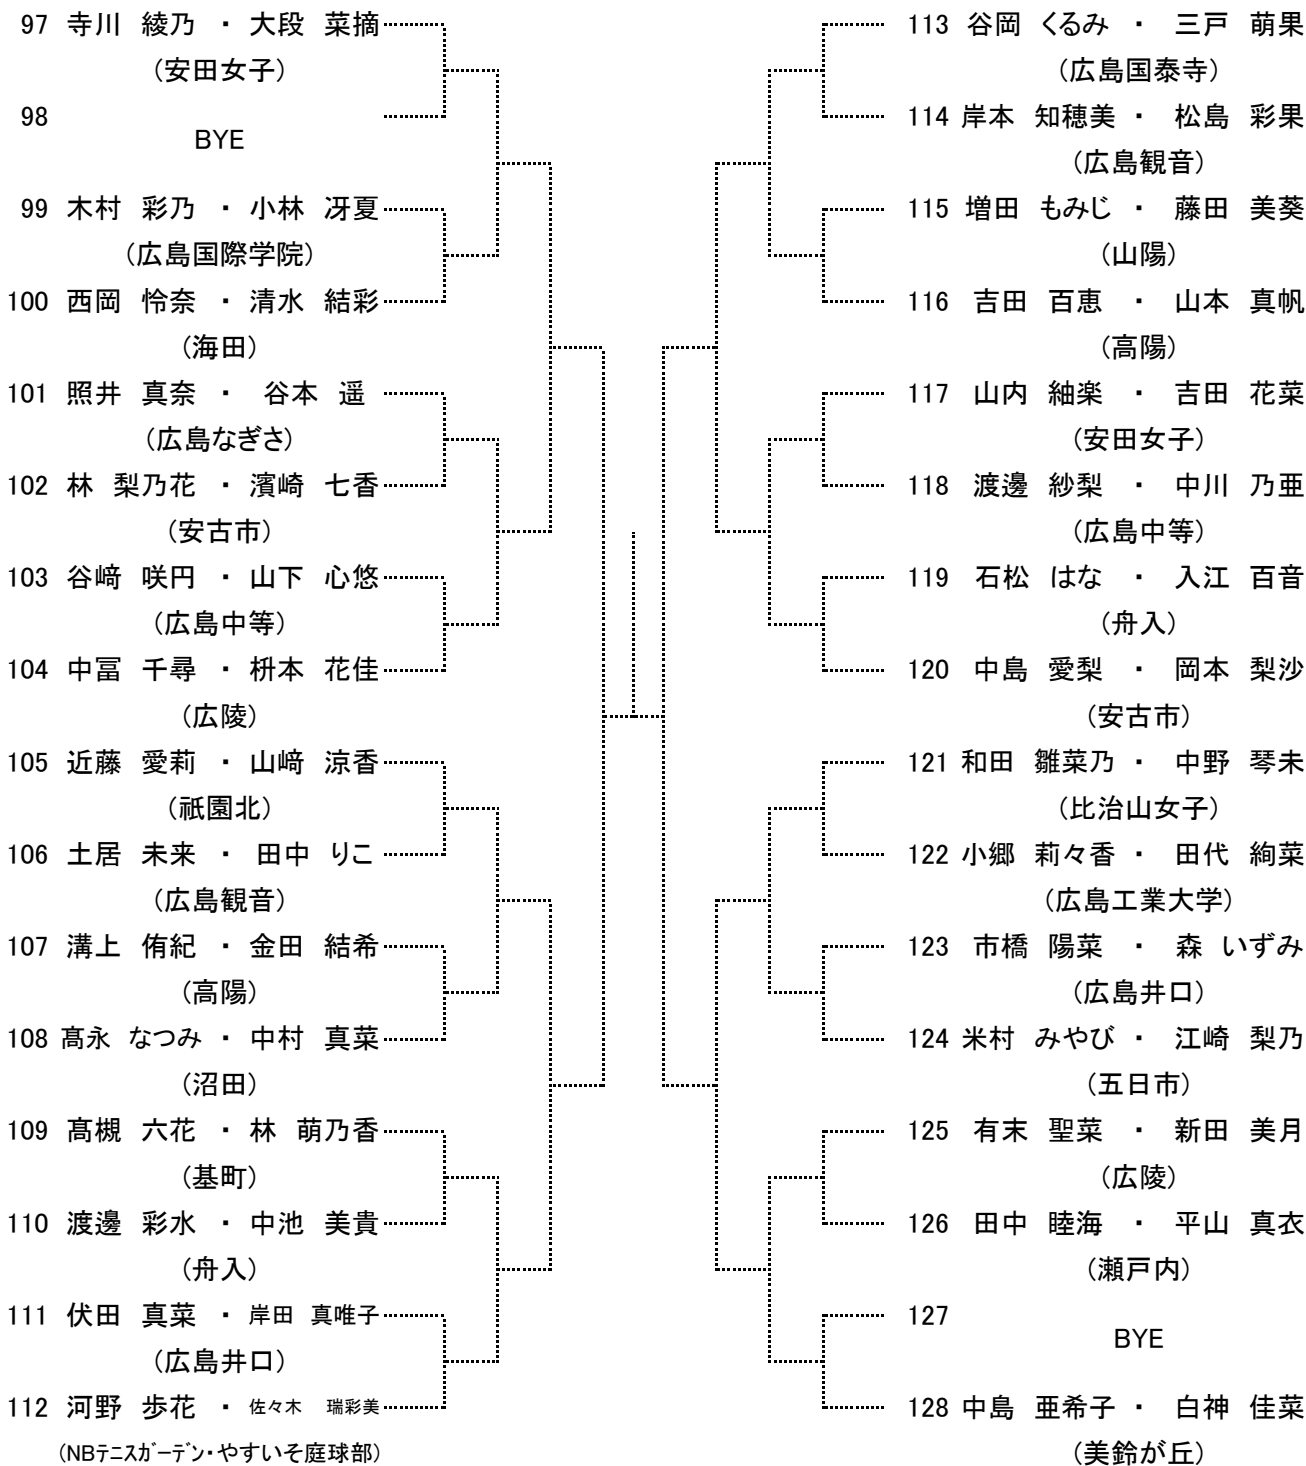 97 寺川 綾乃 ・ 大段 菜摘
(安田女子)
98
BYE
99 木村 彩乃 ・ 小林 冴夏
(広島国際学院)
100 西岡 怜奈 ・ 清水 結彩
(海田)
101 照井 真奈 ・ 谷本 遥
(広島なぎさ)
102 林 梨乃花 ・ 濱崎 七香
(安古市)
103 谷﨑 咲円 ・ 山下 心悠
(広島中等)
104 中冨 千尋 ・ 枡本 花佳
(広陵)
105 近藤 愛莉 ・ 山﨑 涼香
(祇園北)
106 土居 未来 ・ 田中 りこ
(広島観音)
107 溝上 侑紀 ・ 金田 結希
(高陽)
108 髙永 なつみ ・ 中村 真菜
(沼田)
109 髙槻 六花 ・ 林 萌乃香
(基町)
110 渡邊 彩水 ・ 中池 美貴
(舟入)
111 伏田 真菜 ・ 岸田 真唯子
(広島井口)
112 河野 歩花 ・ 佐々木 瑞彩美
(NBテニスガーデン・やすいそ庭球部)
113 谷岡 くるみ ・ 三戸 萌果
(広島国泰寺)
114 岸本 知穂美 ・ 松島 彩果
(広島観音)
115 増田 もみじ ・ 藤田 美葵
(山陽)
116 吉田 百恵 ・ 山本 真帆
(高陽)
117 山内 紬楽 ・ 吉田 花菜
(安田女子)
118 渡邊 紗梨 ・ 中川 乃亜
(広島中等)
119 石松 はな ・ 入江 百音
(舟入)
120 中島 愛梨 ・ 岡本 梨沙
(安古市)
121 和田 雛菜乃 ・ 中野 琴未
(比治山女子)
122 小郷 莉々香 ・ 田代 絢菜
(広島工業大学)
123 市橋 陽菜 ・ 森 いずみ
(広島井口)
124 米村 みやび ・ 江崎 梨乃
(五日市)
125 有末 聖菜 ・ 新田 美月
(広陵)
126 田中 睦海 ・ 平山 真衣
(瀬戸内)
127
BYE
128 中島 亜希子 ・ 白神 佳菜
(美鈴が丘)